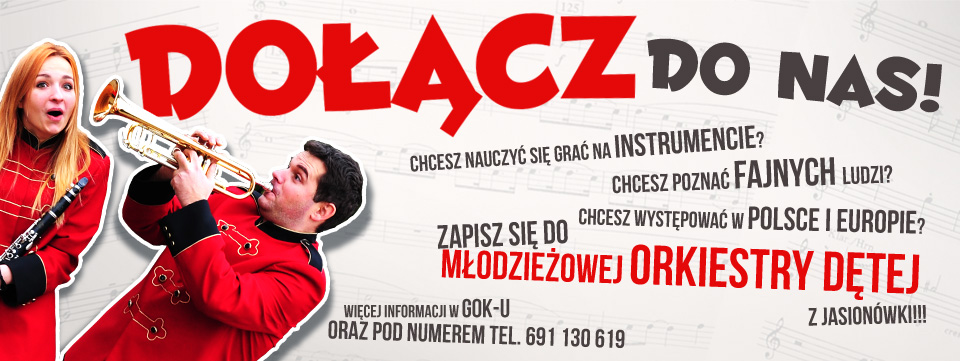 DOŁĄCZ DO NAS!
CHCESZ NAUCZYĆ SIĘ GRAĆ NA INSTRUMENCIE?
CHCESZ POZNAĆ FAJNYCH LUDZI?
CHCESZ WYSTĘPOWAĆ W POLSCE I EUROPIE?
ZAPISZ SIĘ DO
MŁODZIEŻOWEJ ORKIESTRY DĘTEJ
Z JASIONÓWKI!!!
WIĘCEJ INFORMACJI W GOK-U
ORAZ POD NUMEREM TEL. 691 130 619